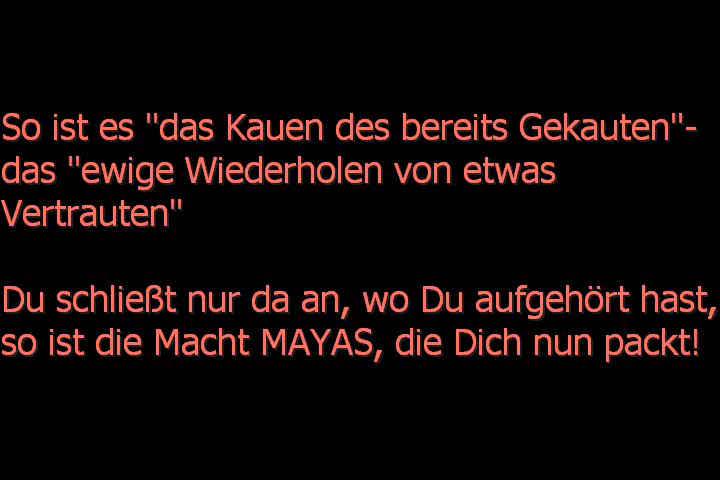 So ist es "das Kauen des bereits Gekauten"-
das "ewige Wiederholen von etwas
Vertrauten"
Du schließt nur da an, wo Du aufgehört hast,
so ist die Macht MAYAS, die Dich nun packt!